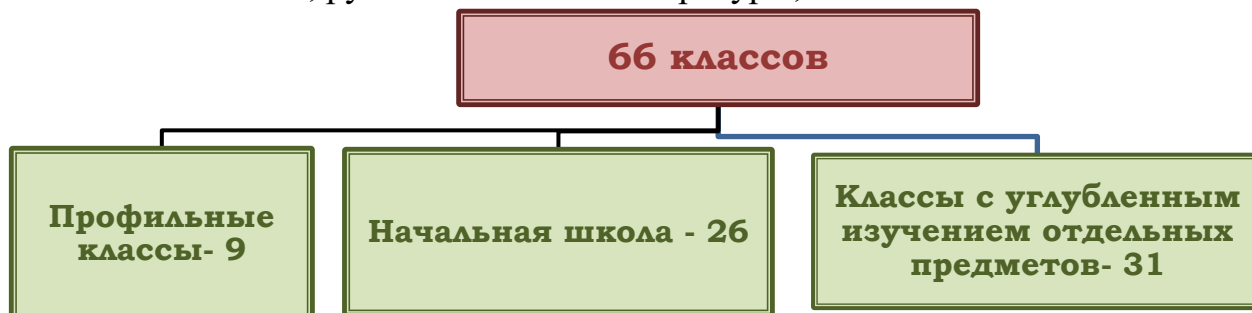 66 классов
Профильные
классы- 9
Начальная школа - 26
Классы с углубленным
изучением отдельных
предметов- 31